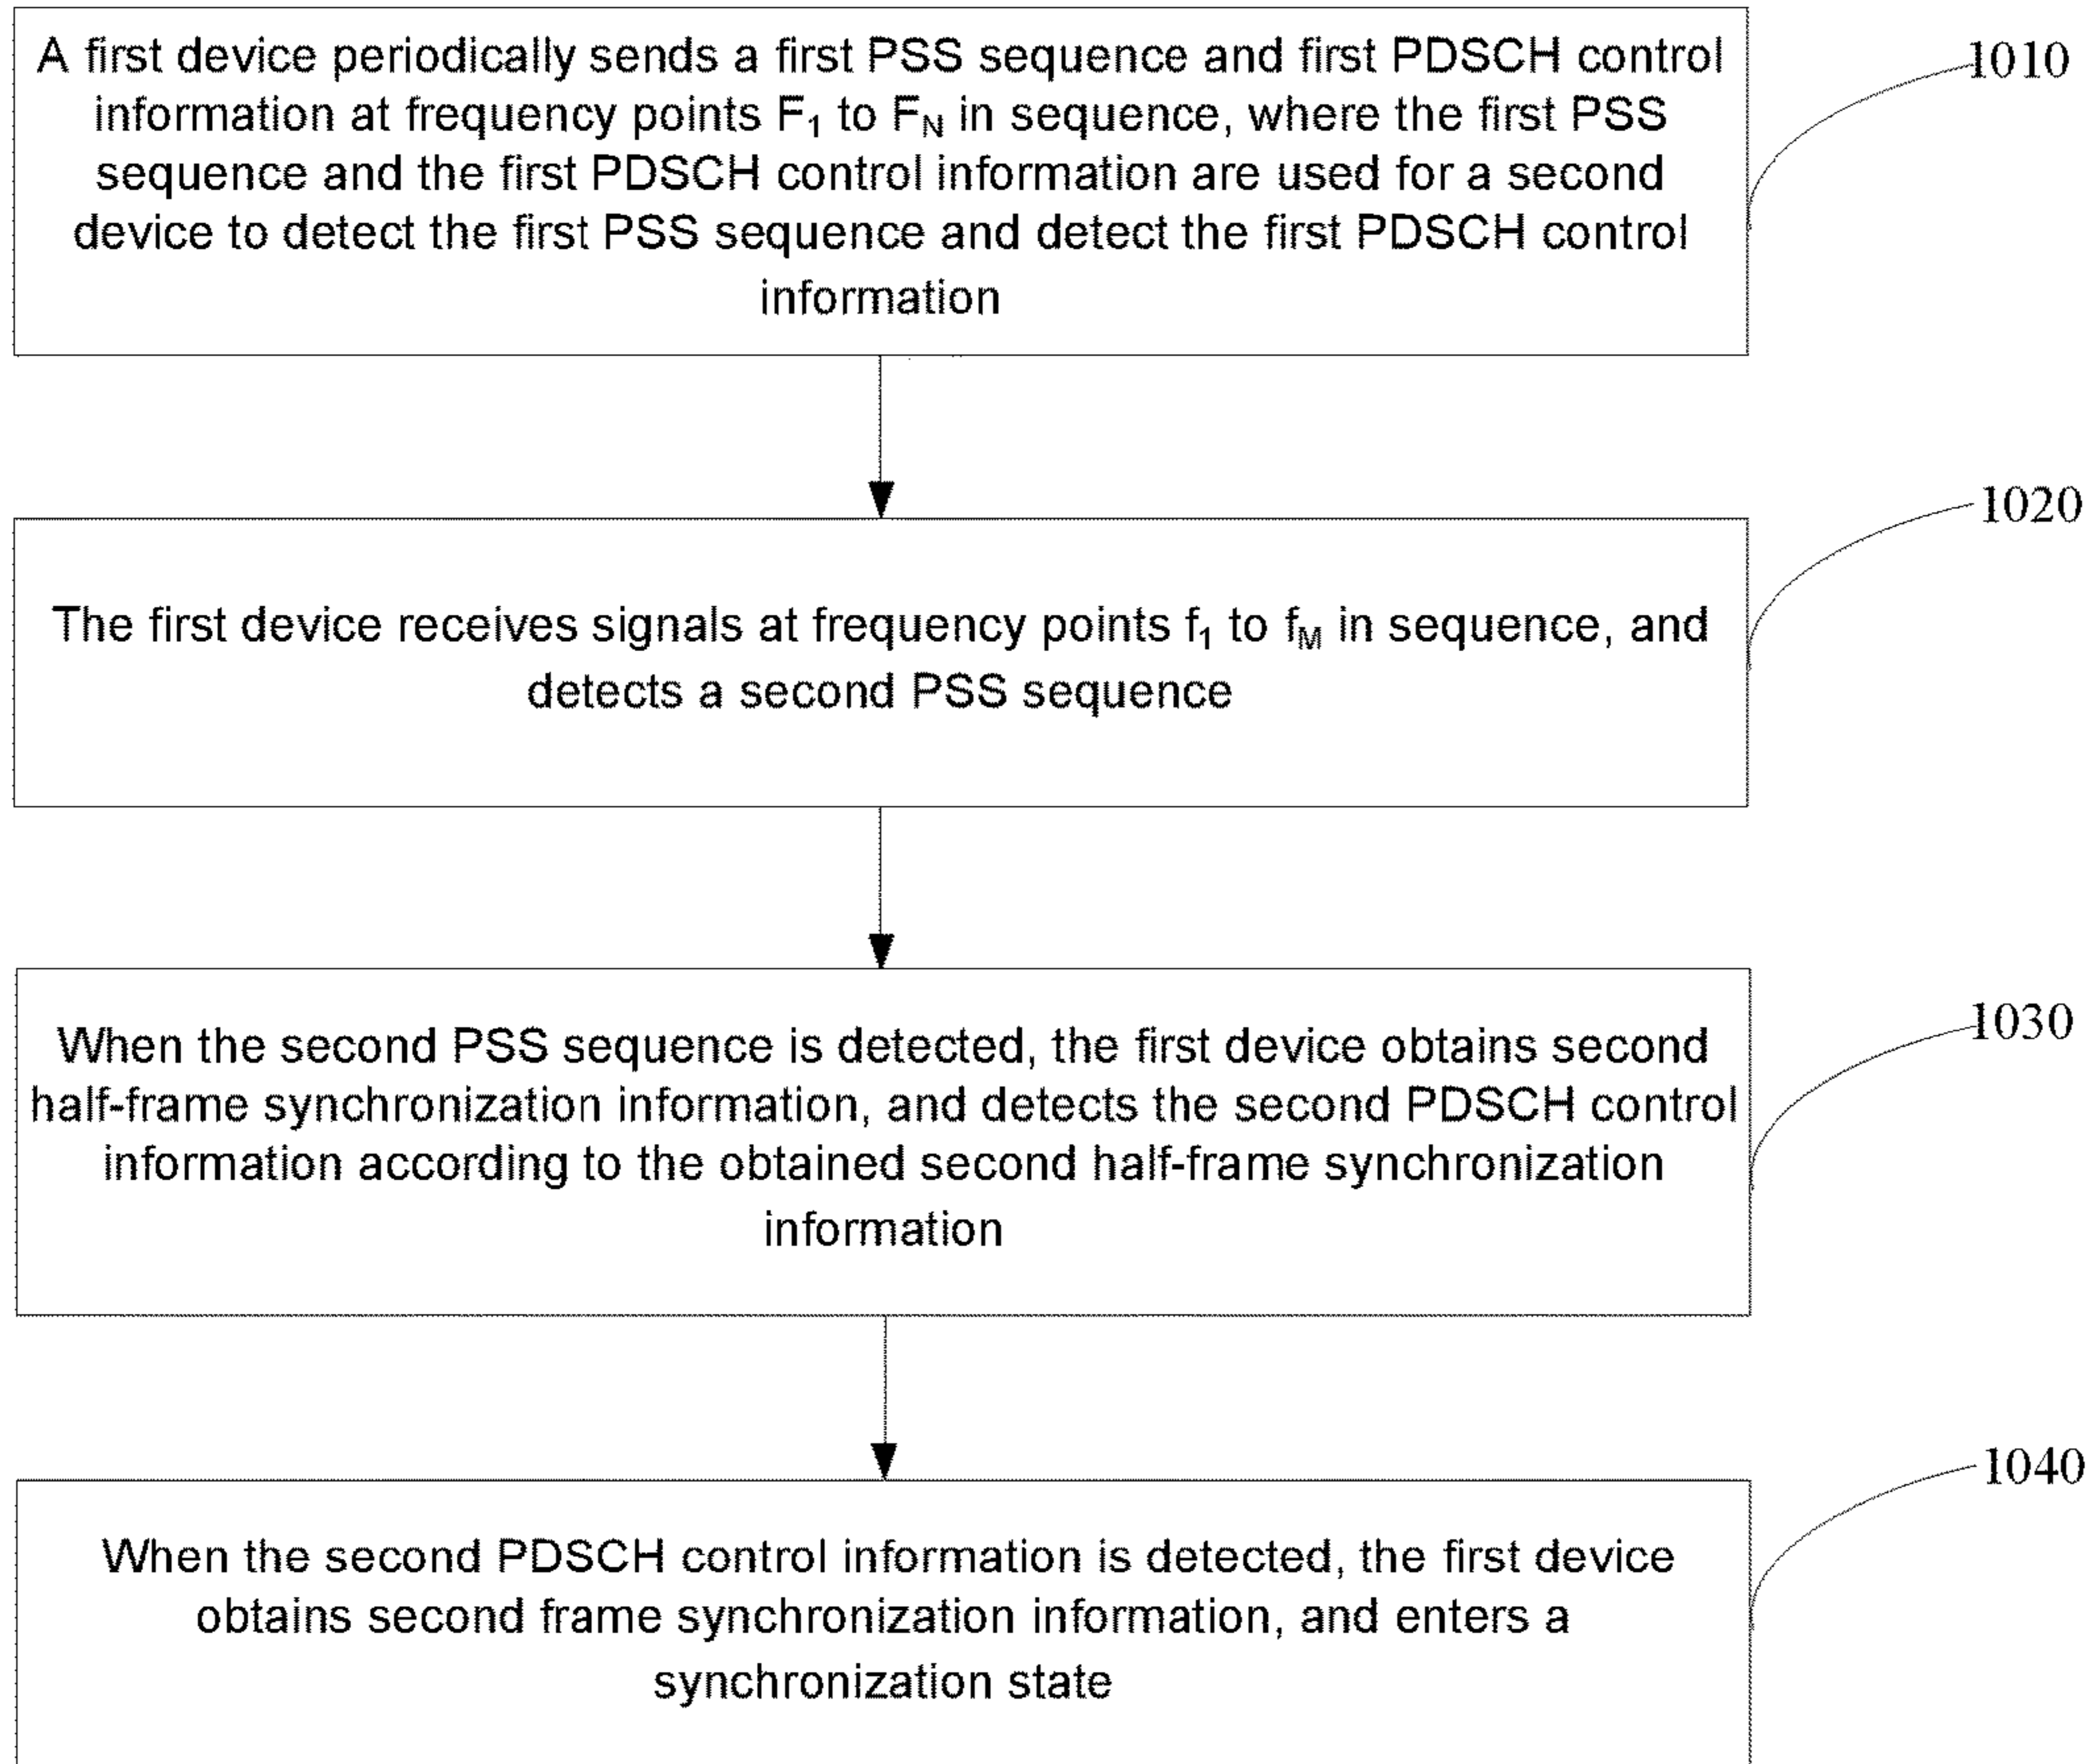 A first device periodically sends a first PSS sequence and first PDSCH control
information at frequency points F₁ to F_N in sequence, where the first PSS
sequence and the first PDSCH control information are used for a second
device to detect the first PSS sequence and detect the first PDSCH control
information
1010
The first device receives signals at frequency points f₁ to f_M in sequence, and
detects a second PSS sequence
1020
When the second PSS sequence is detected, the first device obtains second
half-frame synchronization information, and detects the second PDSCH control
information according to the obtained second half-frame synchronization
information
1030
When the second PDSCH control information is detected, the first device
obtains second frame synchronization information, and enters a
synchronization state
1040